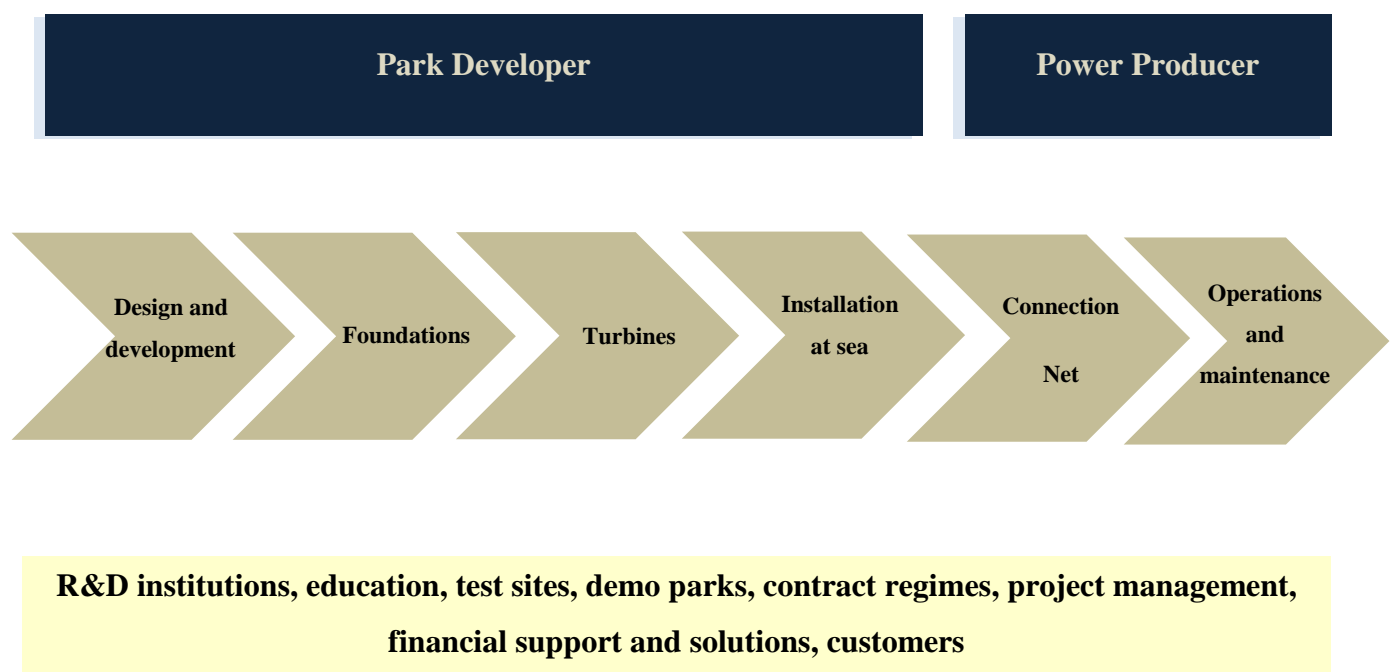 Park Developer
Power Producer
Design and
development
Foundations
Turbines
Installation
at sea
Connection
Net
Operations
and
maintenance
R&D institutions, education, test sites, demo parks, contract regimes, project management,
financial support and solutions, customers